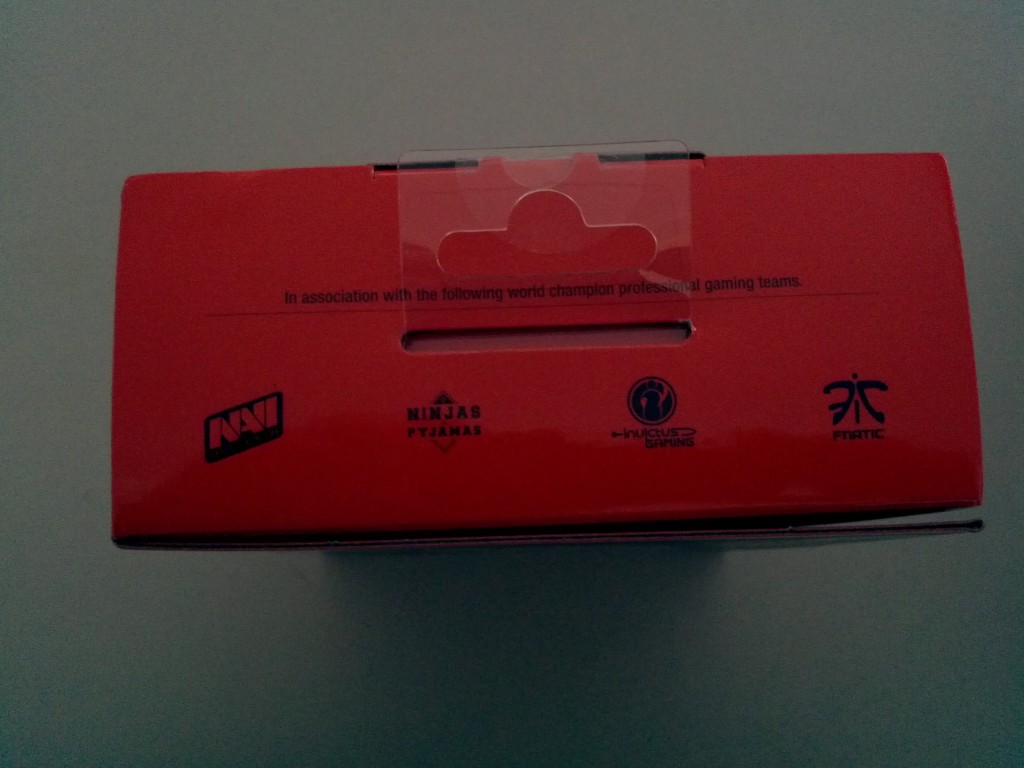 In association with the following world champion professional gaming teams.
NAVI
NINJAS
PYJAMAS
invictus
GAMING
FNATIC